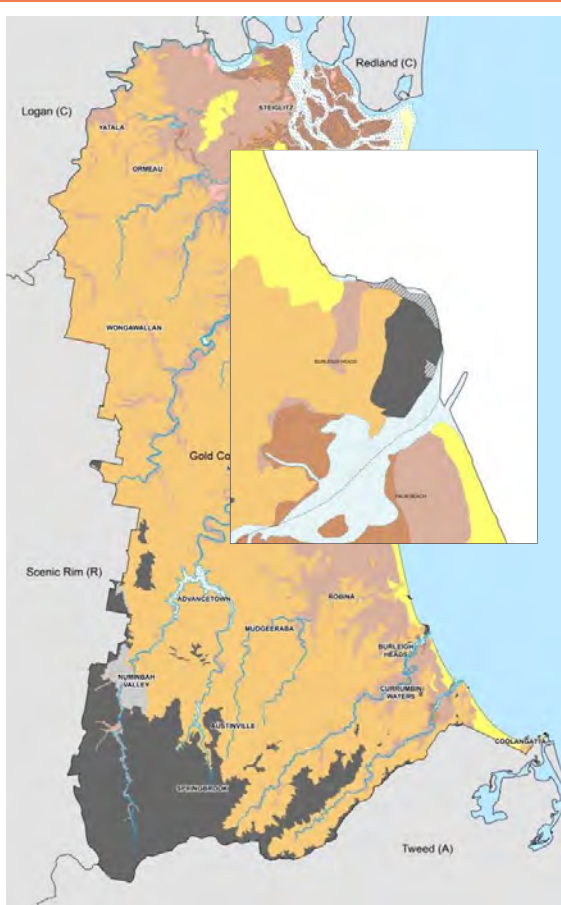 Redland (C)
Logan (C)
STEIGLITZ
YATALA
ORMEAU
WONGAWALLAN
BURLEIGH HEADS
Gold Co
PALM BEACH
Scenic Rim (R)
ADVANCETOWN
ROBINA
MUDGEERABA
BURLEIGH
HEADS
NUMINBAH
VALLEY
CURRUMBIN
WATERS
AUSTINVILLE
COOLANGATTA
SPRINGBROOK
Tweed (A)